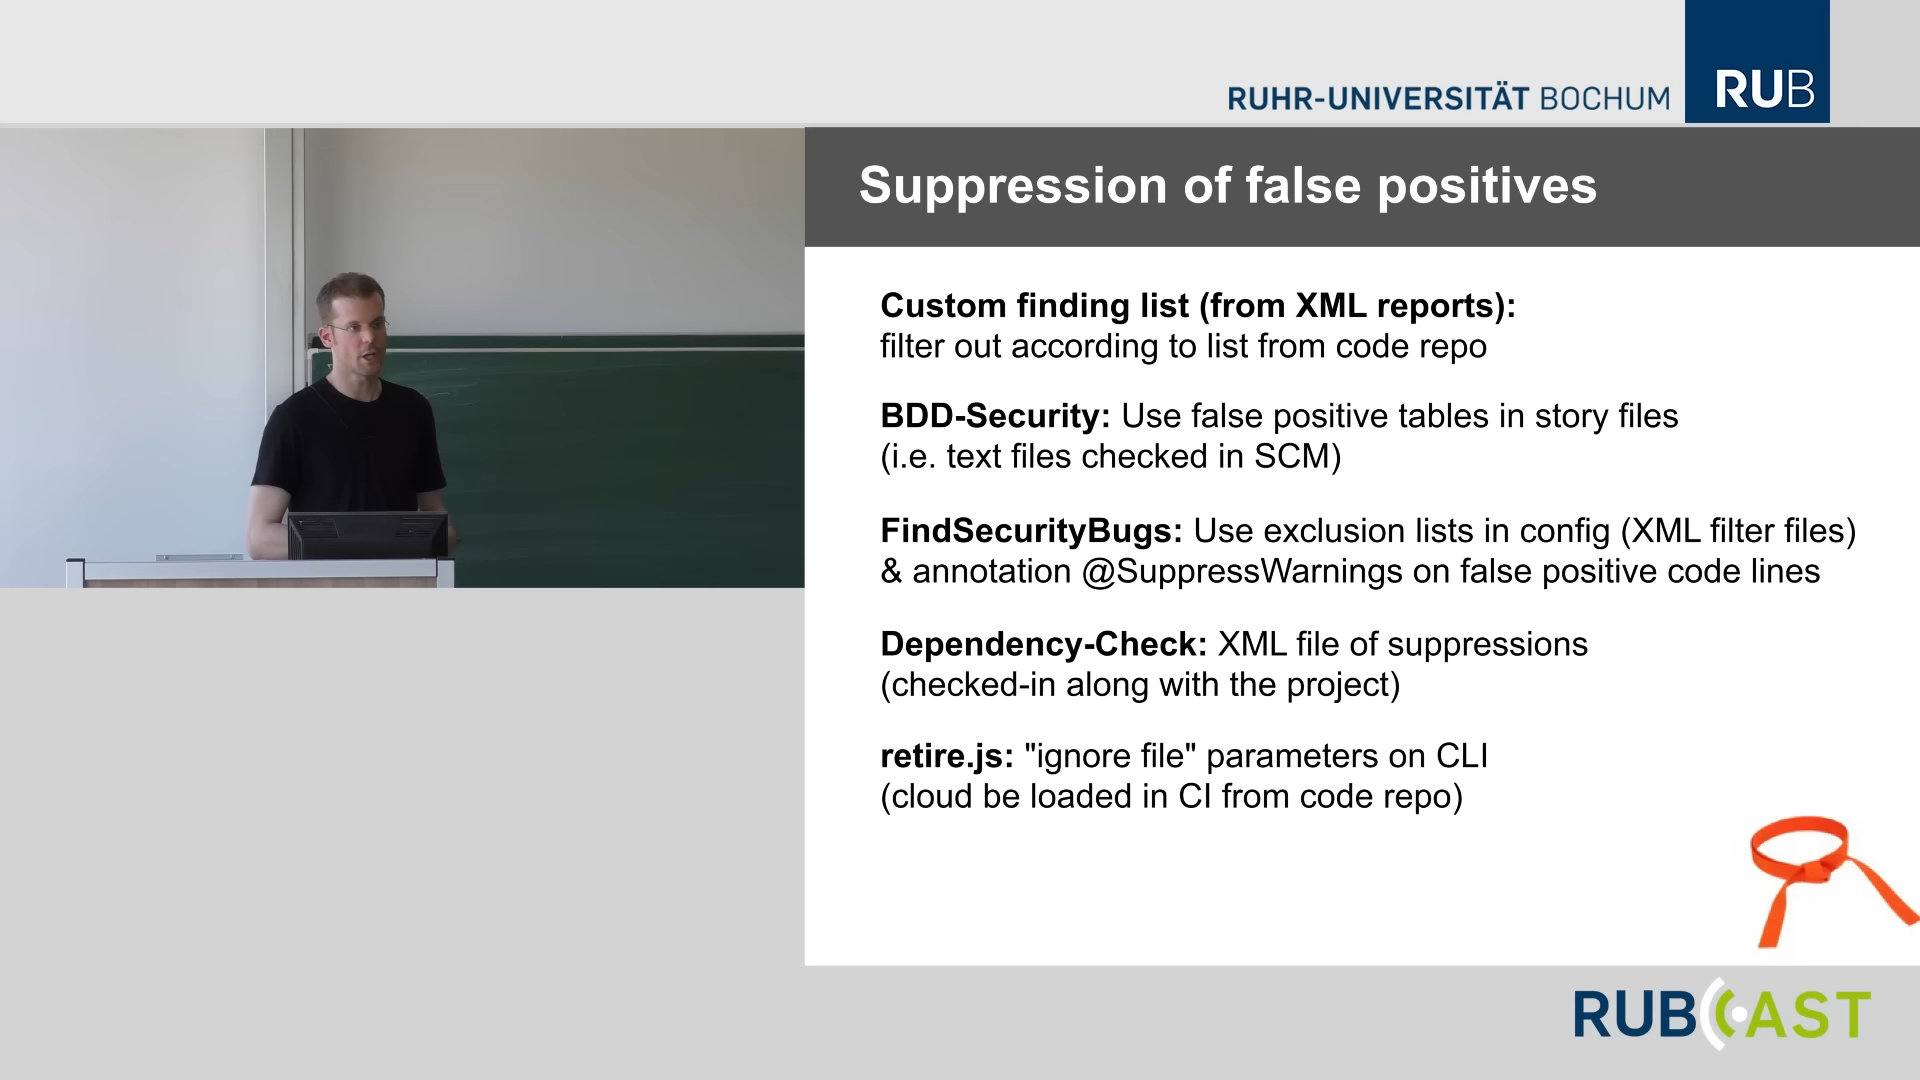 RUHR-UNIVERSITÄT BOCHUM
RUB
Suppression of false positives
Custom finding list (from XML reports):
filter out according to list from code repo
BDD-Security: Use false positive tables in story files
(i.e. text files checked in SCM)
FindSecurityBugs: Use exclusion lists in config (XML filter files)
& annotation @SuppressWarnings on false positive code lines
Dependency-Check: XML file of suppressions
(checked-in along with the project)
retire.js: "ignore file" parameters on CLI
(cloud be loaded in CI from code repo)
RUBCAST